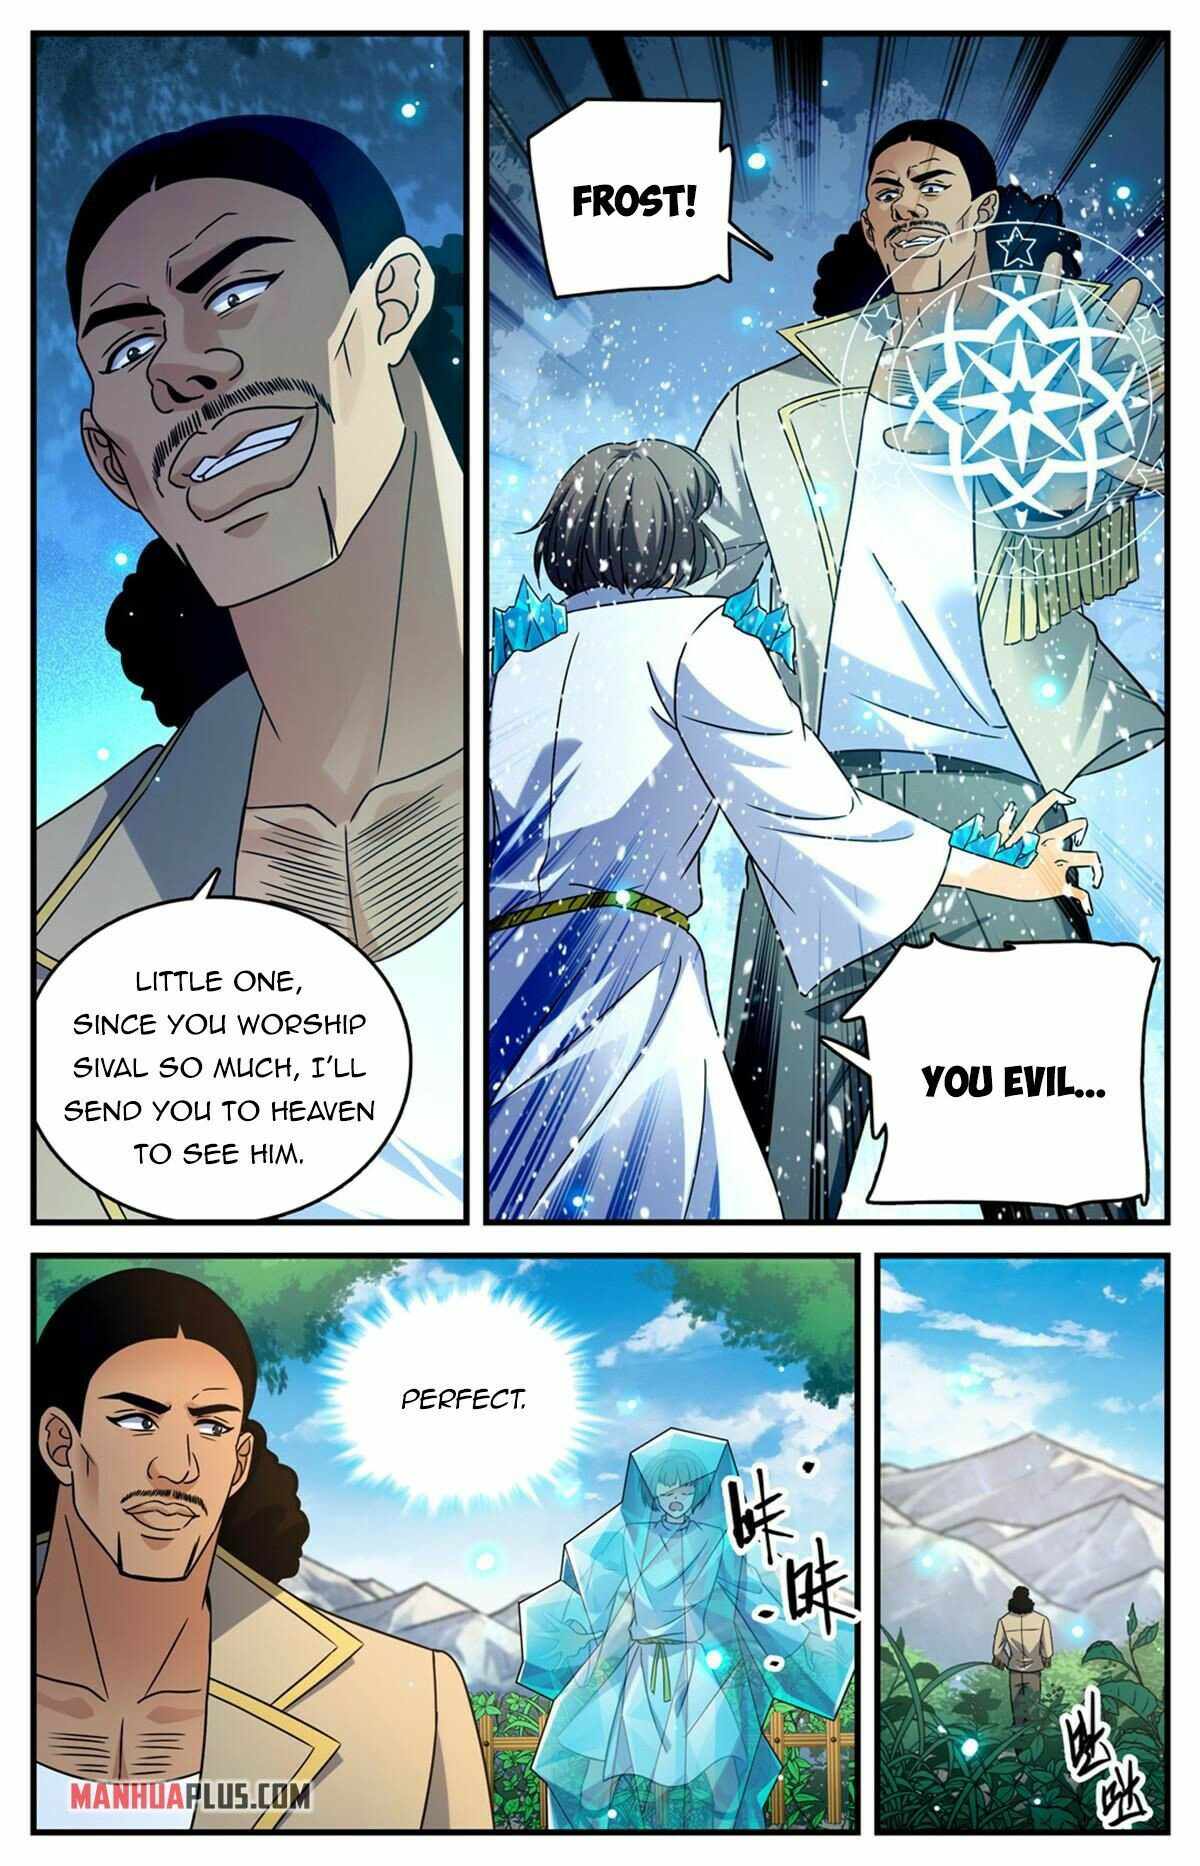 LITTLE ONE,
SINCE YOU WORSHIP
SIVAL SO MUCH, I'LL
SEND YOU TO HEAVEN
TO SEE HIM.
FROST!
YOU EVIL...
PERFECT.
咔
咔
MANHUAPLUS.COM